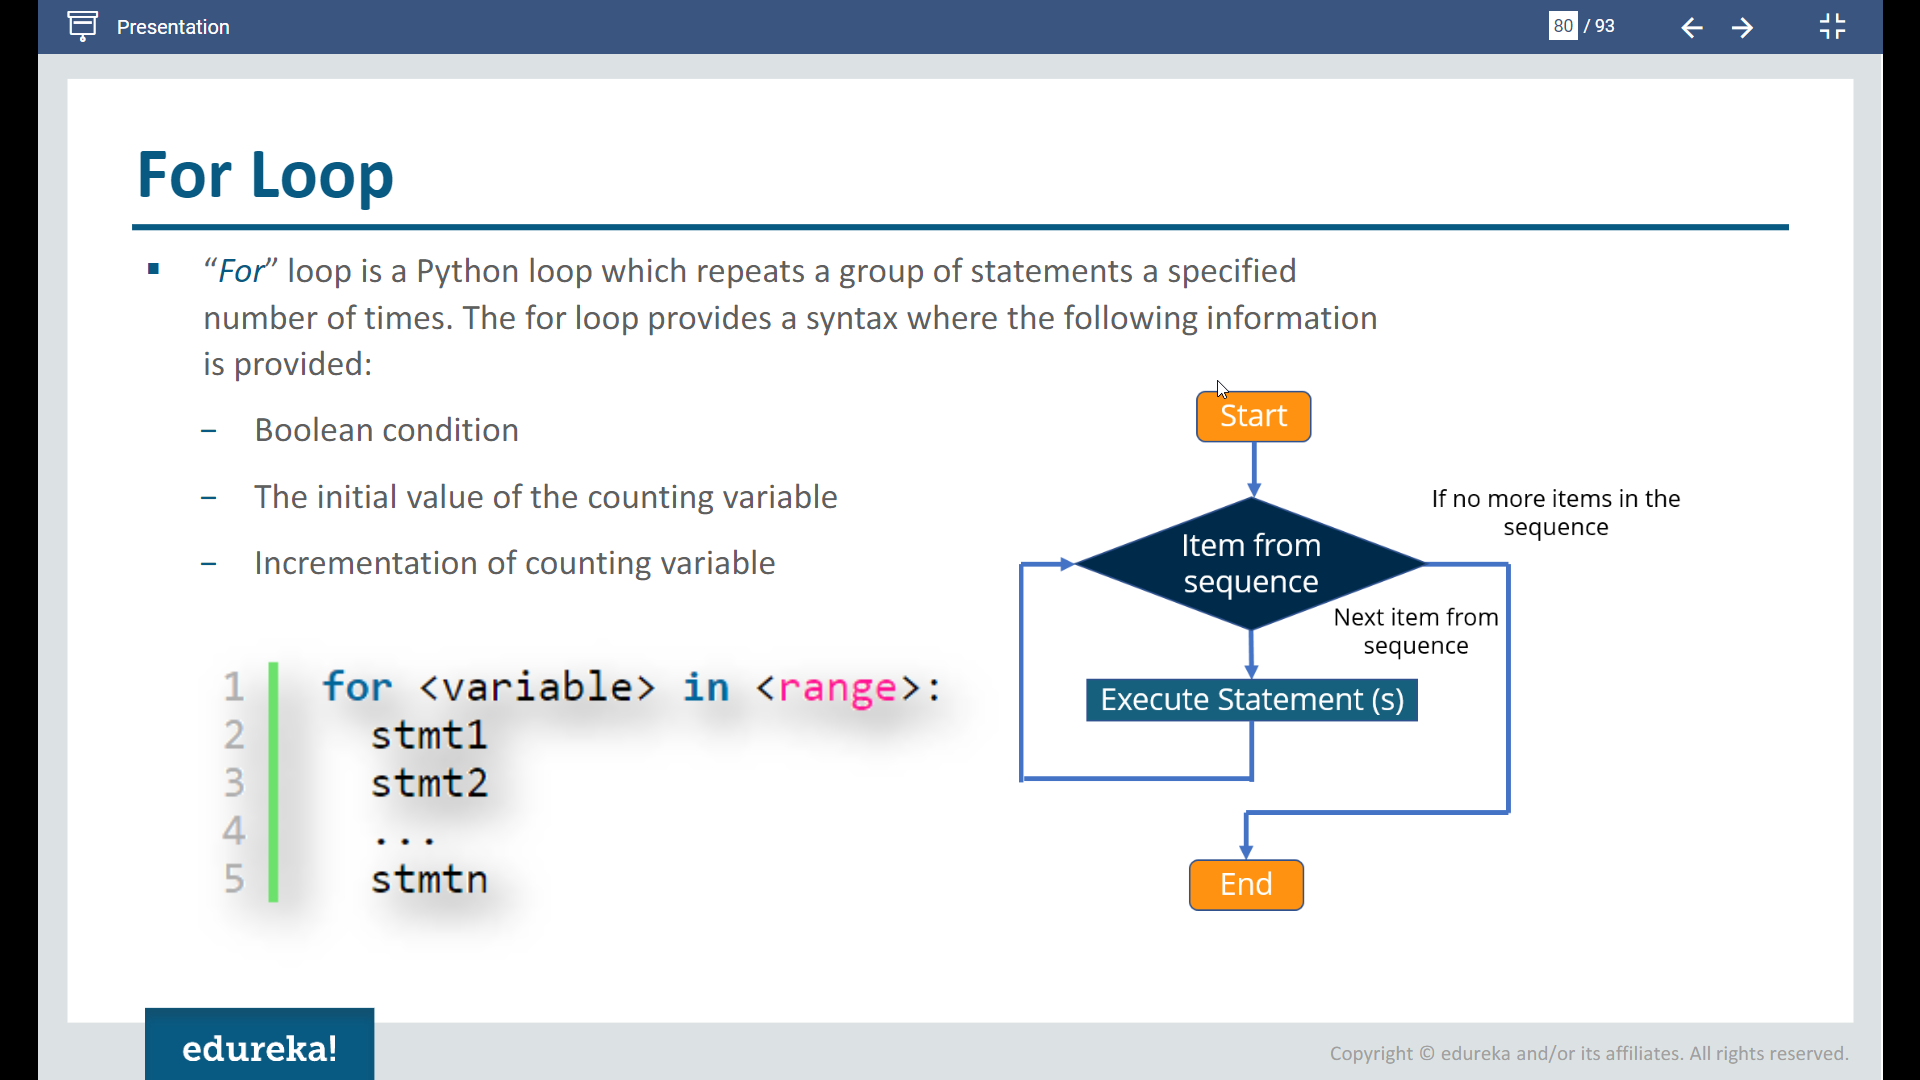 Presentation
80 / 93
For Loop
▪ “For” loop is a Python loop which repeats a group of statements a specified
number of times. The for loop provides a syntax where the following information
is provided:
– Boolean condition
– The initial value of the counting variable
– Incrementation of counting variable
1 for <variable> in <range>:
2 stmt1
3 stmt2
4 ...
5 stmtn
Start
Item from
sequence
If no more items in the
sequence
Next item from
sequence
Execute Statement (s)
End
edureka!
Copyright © edureka and/or its affiliates. All rights reserved.